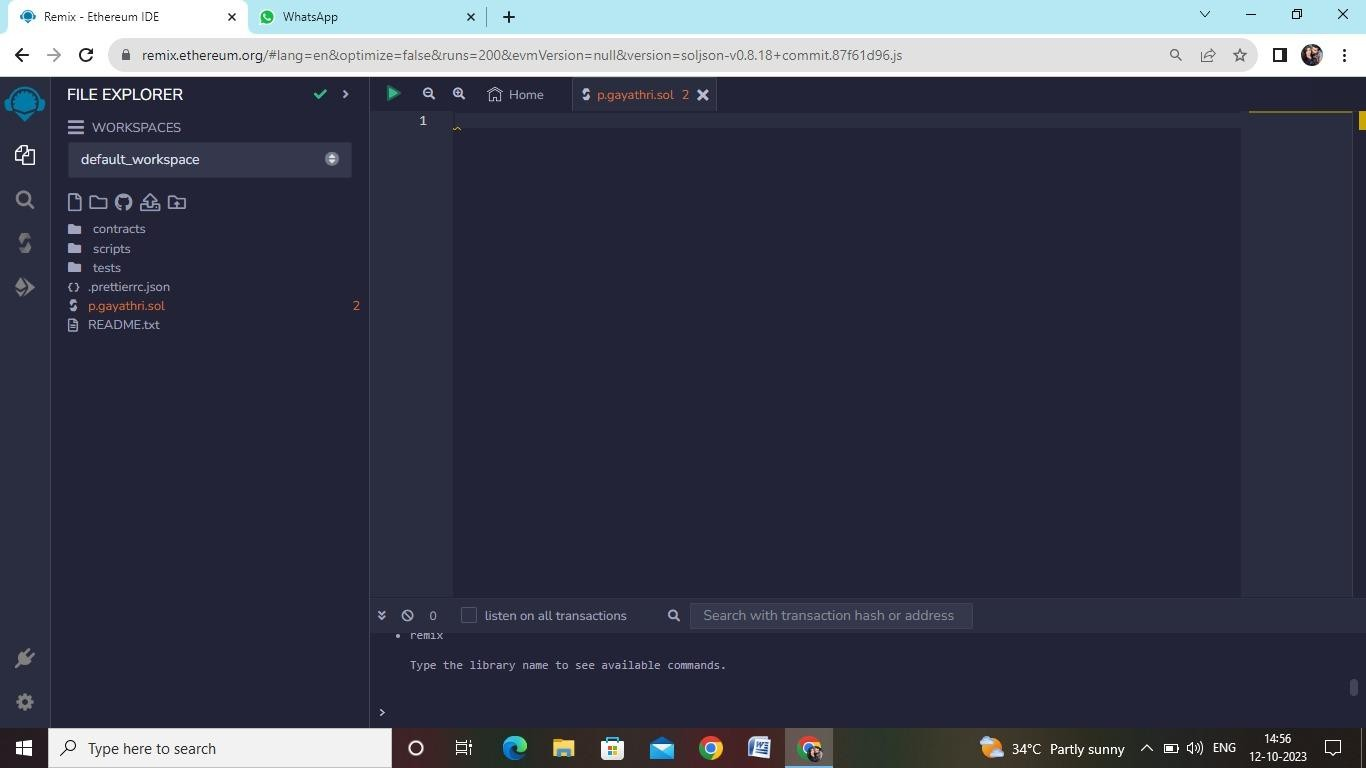 Remix - Ethereum IDE
WhatsApp
remix.ethereum.org/#lang=en&optimize=false&runs=200&evmVersion=null&version=soljson-v0.8.18+commit.87f61d96.js
FILE EXPLORER
Home
p.gayathri.sol 2
WORKSPACES
1
default_workspace
contracts
scripts
tests
.prettierrc.json
p.gayathri.sol 2
README.txt
0 listen on all transactions Search with transaction hash or address
• remix
Type the library name to see available commands.
>
Type here to search
34°C Partly sunny
ENG
14:56
12-10-2023